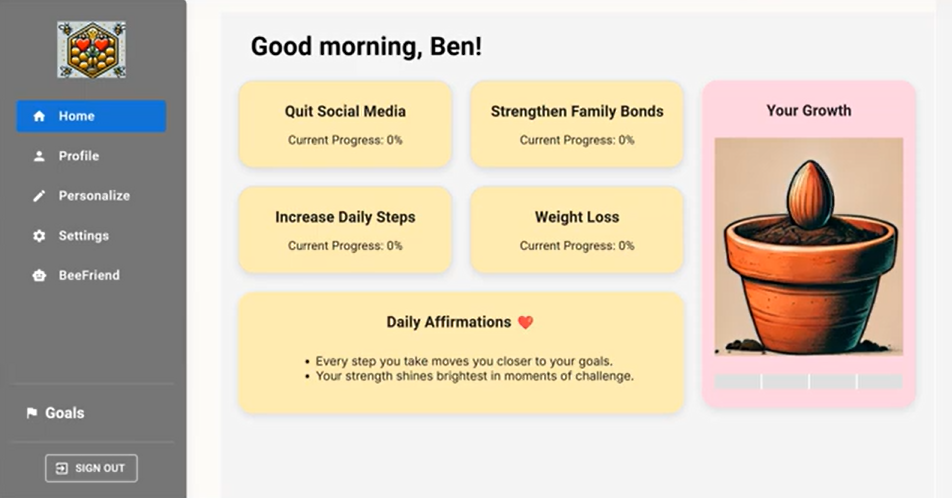 Home
Profile
Personalize
Settings
BeeFriend
Goals
SIGN OUT
Good morning, Ben!
Quit Social Media
Current Progress: 0%
Strengthen Family Bonds
Current Progress: 0%
Increase Daily Steps
Current Progress: 0%
Weight Loss
Current Progress: 0%
Daily Affirmations ❤️
• Every step you take moves you closer to your goals.
• Your strength shines brightest in moments of challenge.
Your Growth